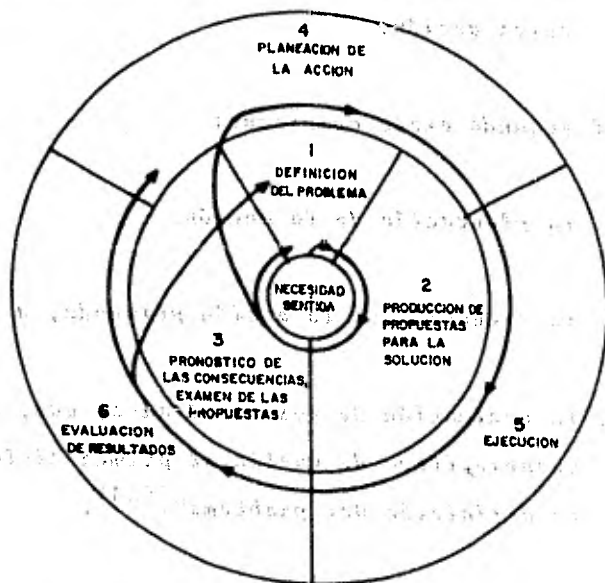 4
PLANEACION DE
LA ACCION
1
DEFINICION
DEL PROBLEMA
NECESIDAD
SENTIDA
2
PRODUCCION DE
PROPUESTAS
PARA LA
SOLUCION
3
PRONOSTICO DE
LAS CONSECUENCIAS,
EXAMEN DE LAS
PROPUESTAS
5
EJECUCION
6
EVALUACION
DE RESULTADOS